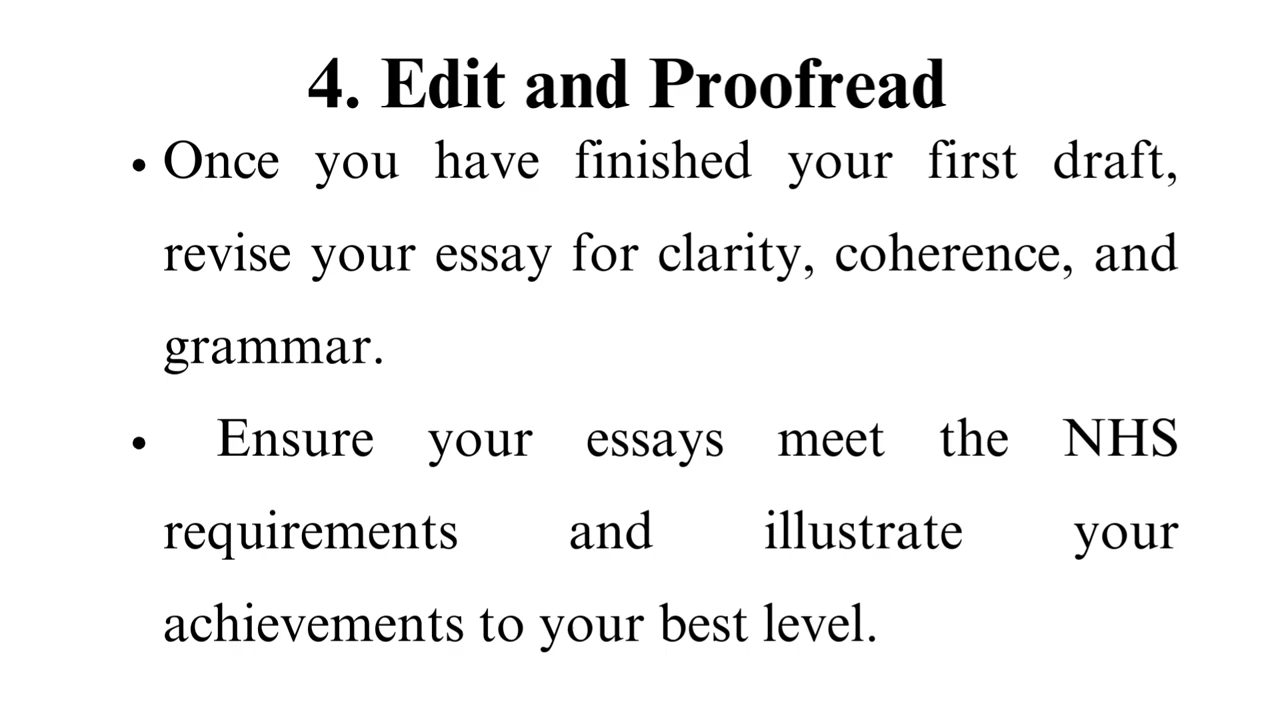 4. Edit and Proofread
• Once you have finished your first draft,
revise your essay for clarity, coherence, and
grammar.
• Ensure your essays meet the NHS
requirements and illustrate your
achievements to your best level.